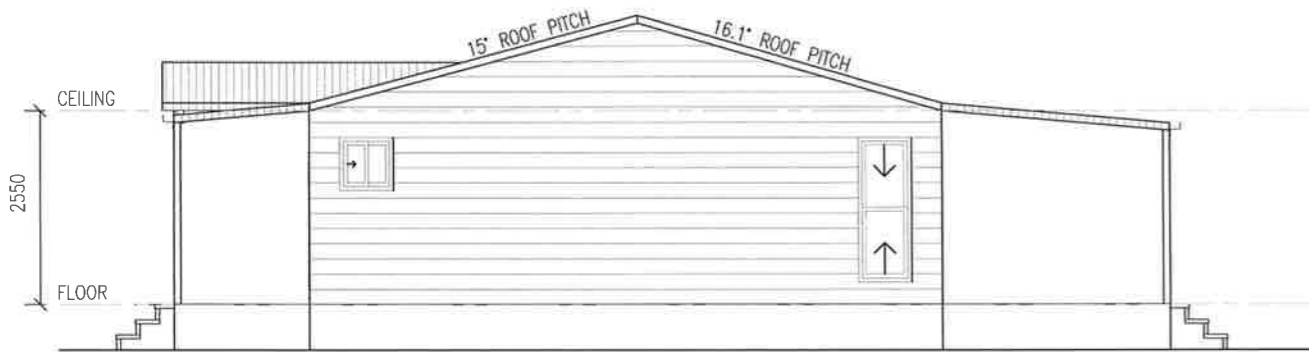 15° ROOF PITCH
16.1° ROOF PITCH
CEILING
2550
FLOOR